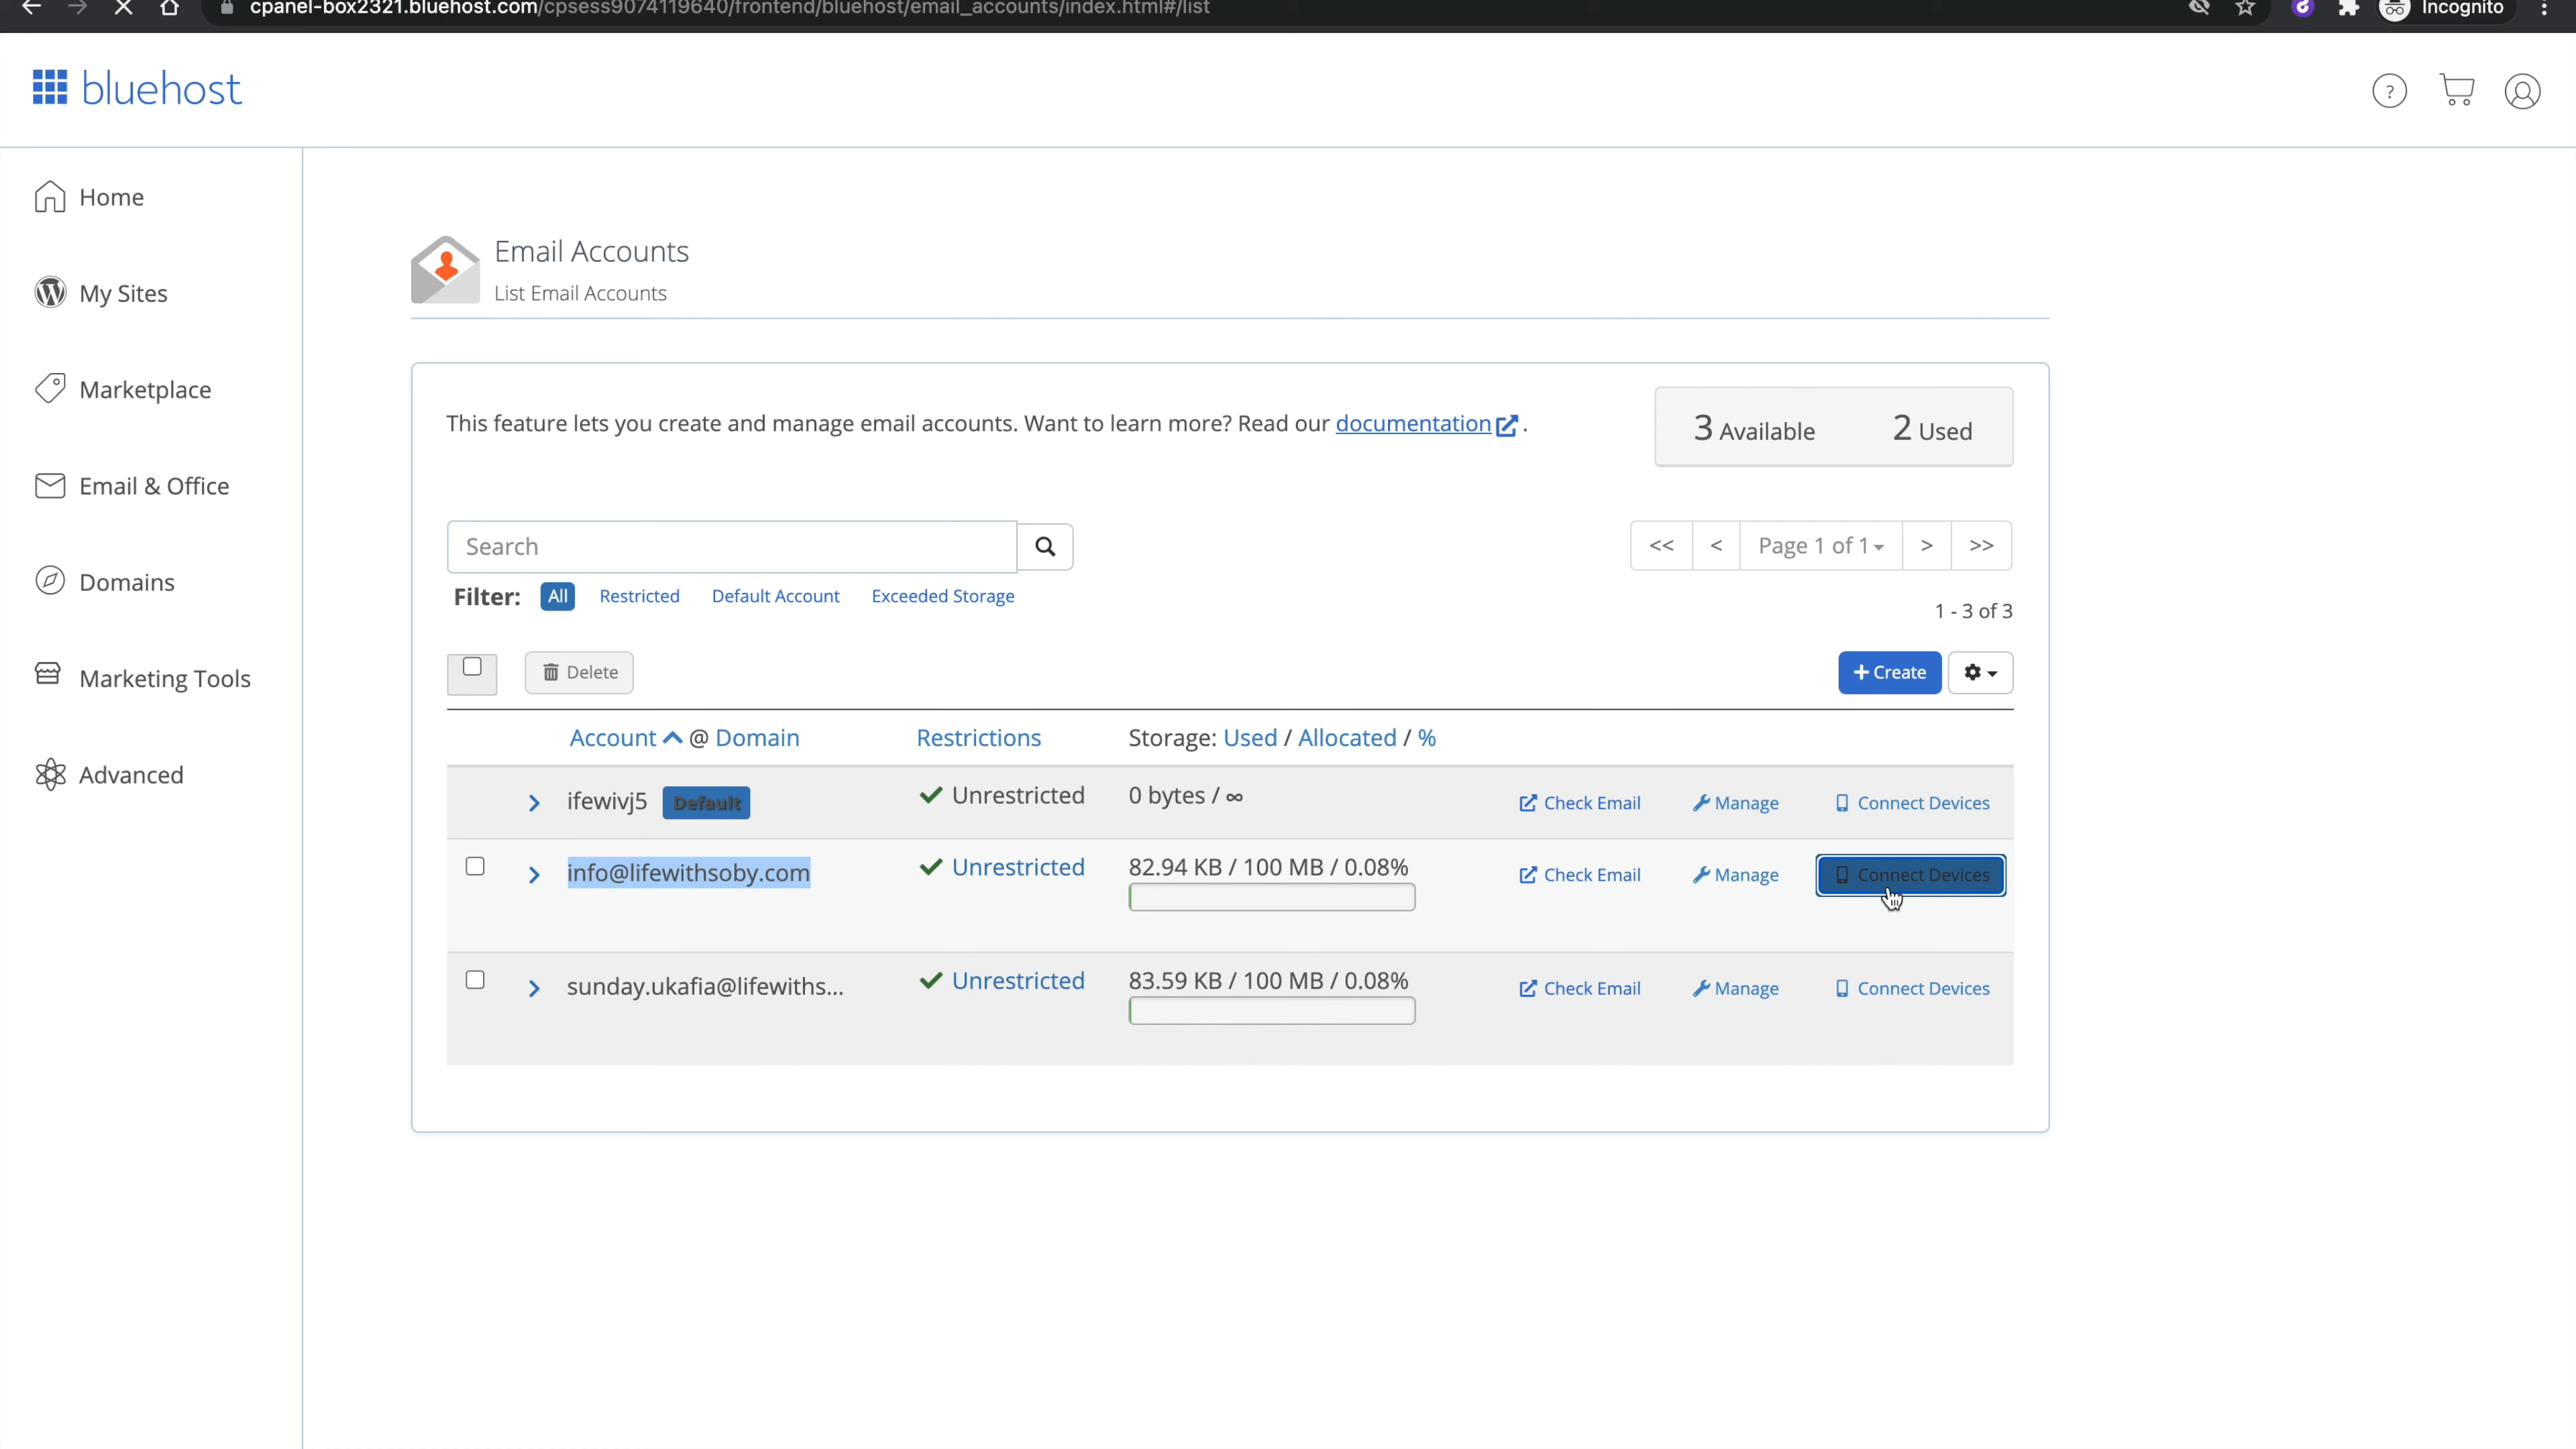 cpanel-box2321.bluehost.com/cpsess9074119640/frontend/bluehost/email_accounts/index.html#/list
Incognito
bluehost
?
Home
My Sites
Marketplace
Email & Office
Domains
Marketing Tools
Advanced
Email Accounts
List Email Accounts
This feature lets you create and manage email accounts. Want to learn more? Read our documentation .
3 Available 2 Used
Search
<< < Page 1 of 1 > >>
Filter: All Restricted Default Account Exceeded Storage
1 - 3 of 3
Delete
+ Create
Account @ Domain Restrictions Storage: Used / Allocated / %
ifewivj5 Default Unrestricted 0 bytes / ∞ Check Email Manage Connect Devices
info@lifewithsoby.com Unrestricted 82.94 KB / 100 MB / 0.08% Check Email Manage Connect Devices
sunday.ukafia@lifewiths... Unrestricted 83.59 KB / 100 MB / 0.08% Check Email Manage Connect Devices